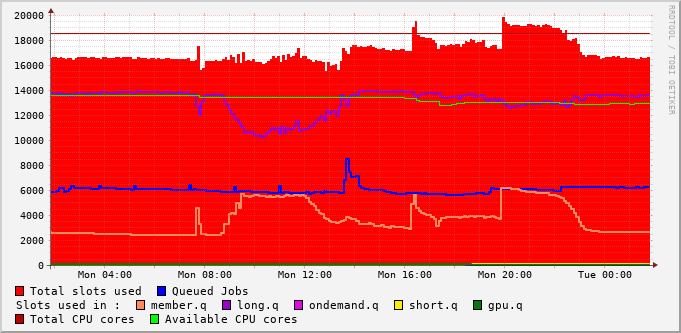 20000
18000
16000
14000
12000
10000
8000
6000
4000
2000
0
Mon 04:00 Mon 08:00 Mon 12:00 Mon 16:00 Mon 20:00 Tue 00:00
Total slots used Queued Jobs
Slots used in : member.q long.q ondemand.q short.q gpu.q
Total CPU cores Available CPU cores
RRDTOOL / TOBI OETIKER